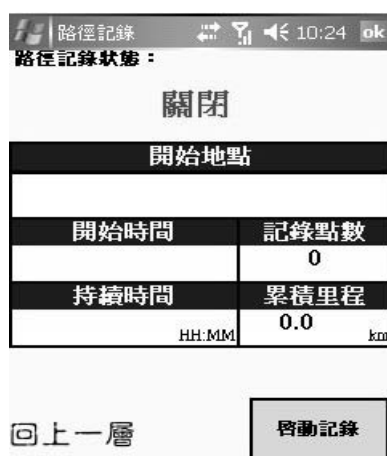 路徑記錄 10:24 ok
路徑記錄狀態：
關閉
開始地點
開始時間 記錄點數
0
持續時間 累積里程
HH:MM 0.0 km
回上一層 啓動記錄